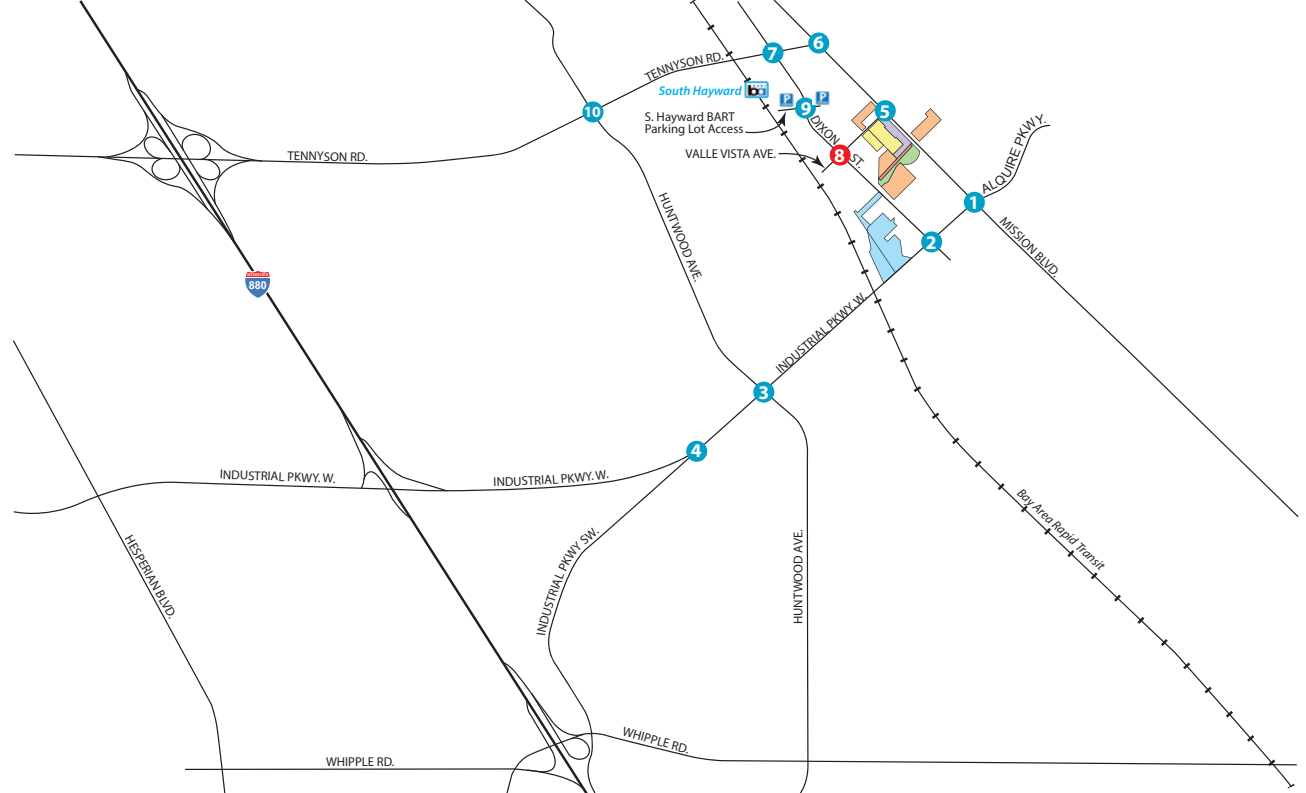 6
7
TENNYSON RD.
South Hayward
P
P
9
5
10
S. Hayward BART
Parking Lot Access
DIXON ST.
ALQUIRE PKWY.
VALLE VISTA AVE.
8
TENNYSON RD.
1
HUNTWOOD AVE.
2
MISSION BLVD.
INTERSTATE
880
INDUSTRIAL PKWY. W.
3
4
INDUSTRIAL PKWY. W.
INDUSTRIAL PKWY. W.
Bay Area Rapid Transit
HESPERIAN BLVD.
INDUSTRIAL PKWY SW.
HUNTWOOD AVE.
WHIPPLE RD.
WHIPPLE RD.